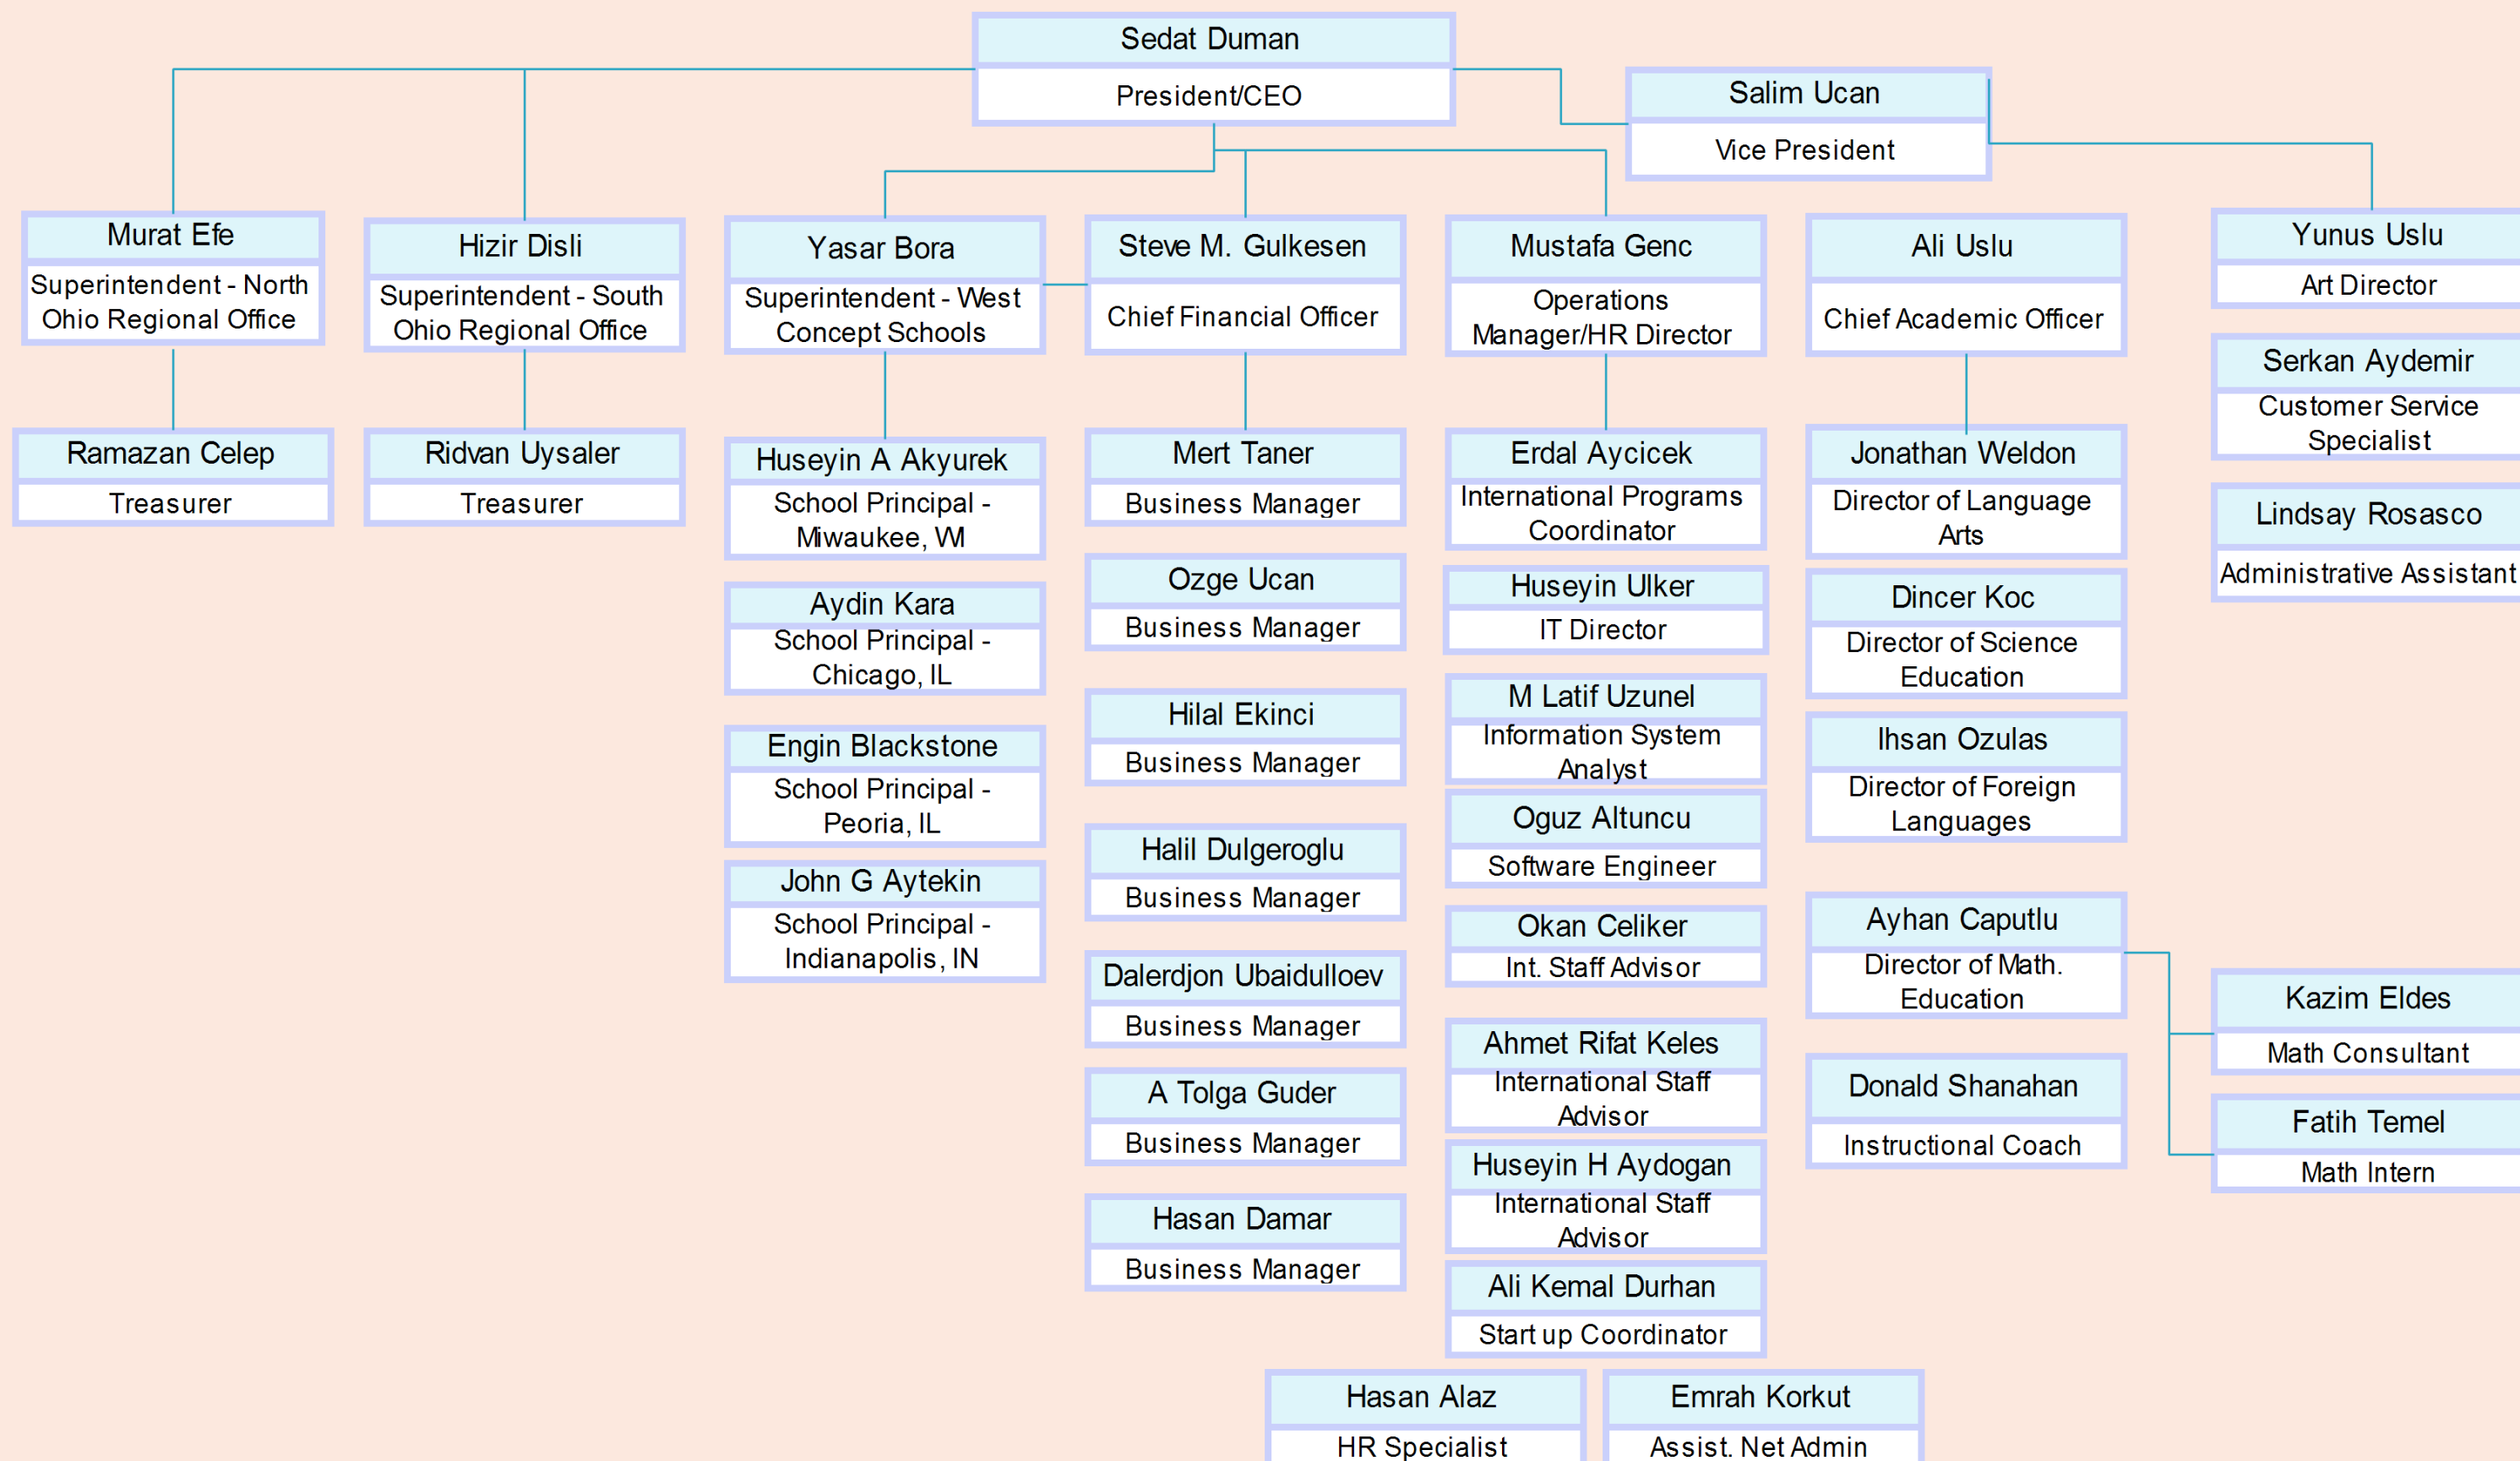 Sedat Duman
President/CEO
Salim Ucan
Vice President
Murat Efe
Superintendent - North
Ohio Regional Office
Hizir Disli
Superintendent - South
Ohio Regional Office
Yasar Bora
Superintendent - West
Concept Schools
Steve M. Gulkesen
Chief Financial Officer
Mustafa Genc
Operations
Manager/HR Director
Ali Uslu
Chief Academic Officer
Yunus Uslu
Art Director
Serkan Aydemir
Customer Service
Specialist
Lindsay Rosasco
Administrative Assistant
Ramazan Celep
Treasurer
Ridvan Uysaler
Treasurer
Huseyin A Akyurek
School Principal -
Miwaukee, WI
Aydin Kara
School Principal -
Chicago, IL
Engin Blackstone
School Principal -
Peoria, IL
John G Aytekin
School Principal -
Indianapolis, IN
Mert Taner
Business Manager
Ozge Ucan
Business Manager
Hilal Ekinci
Business Manager
Halil Dulgeroglu
Business Manager
Dalerdjon Ubaidulloev
Business Manager
A Tolga Guder
Business Manager
Hasan Damar
Business Manager
Erdal Aycicek
International Programs
Coordinator
Huseyin Ulker
IT Director
M Latif Uzunel
Information System
Analyst
Oguz Altuncu
Software Engineer
Okan Celiker
Int. Staff Advisor
Ahmet Rifat Keles
International Staff
Advisor
Huseyin H Aydogan
International Staff
Advisor
Ali Kemal Durhan
Start up Coordinator
Hasan Alaz
HR Specialist
Emrah Korkut
Assist. Net Admin
Jonathan Weldon
Director of Language
Arts
Dincer Koc
Director of Science
Education
Ihsan Ozulas
Director of Foreign
Languages
Ayhan Caputlu
Director of Math.
Education
Donald Shanahan
Instructional Coach
Kazim Eldes
Math Consultant
Fatih Temel
Math Intern